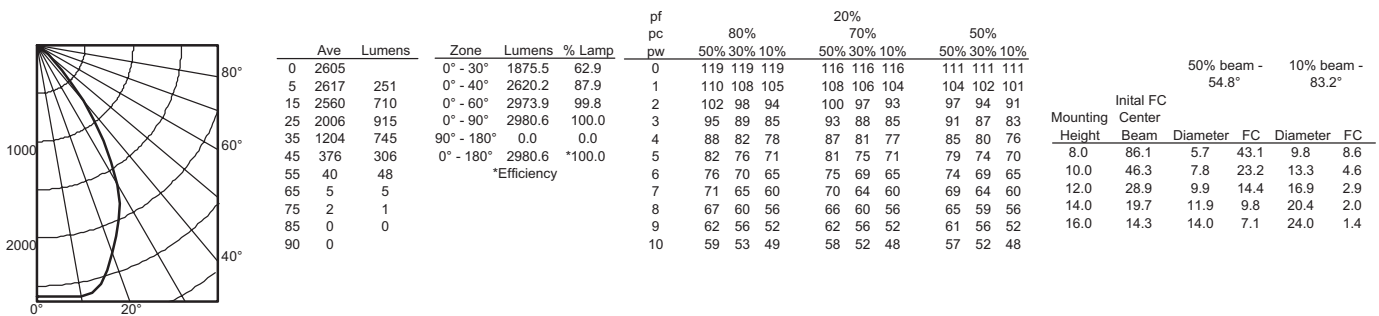 80°
60°
40°
1000
2000
0° 20°
Ave Lumens
0 2605
5 2617 251
15 2560 710
25 2006 915
35 1204 745
45 376 306
55 40 48
65 5 5
75 2 1
85 0 0
90 0
Zone Lumens % Lamp
0° - 30° 1875.5 62.9
0° - 40° 2620.2 87.9
0° - 60° 2973.9 99.8
0° - 90° 2980.6 100.0
90° - 180° 0.0 0.0
0° - 180° 2980.6 *100.0
*Efficiency
pf 20%
pc 80% 70% 50%
pw 50% 30% 10% 50% 30% 10% 50% 30% 10%
0 119 119 119 116 116 116 111 111 111
1 110 108 105 108 106 104 104 102 101
2 102 98 94 100 97 93 97 94 91
3 95 89 85 93 88 85 91 87 83
4 88 82 78 87 81 77 85 80 76
5 82 76 71 81 75 71 79 74 70
6 76 70 65 75 69 65 74 69 65
7 71 65 60 70 64 60 69 64 60
8 67 60 56 66 60 56 65 59 56
9 62 56 52 62 56 52 61 56 52
10 59 53 49 58 52 48 57 52 48
50% beam - 10% beam -
54.8° 83.2°
Inital FC
Mounting Center
Height Beam Diameter FC Diameter FC
8.0 86.1 5.7 43.1 9.8 8.6
10.0 46.3 7.8 23.2 13.3 4.6
12.0 28.9 9.9 14.4 16.9 2.9
14.0 19.7 11.9 9.8 20.4 2.0
16.0 14.3 14.0 7.1 24.0 1.4